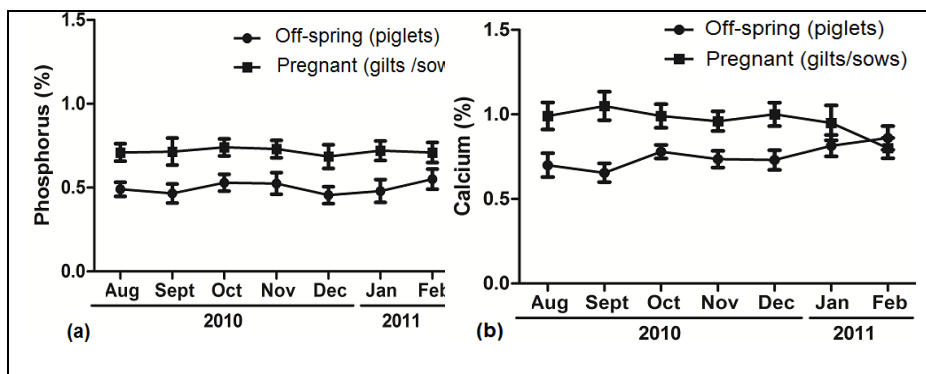 Phosphorus (%)
1.5
1.0
0.5
0.0
Off-spring (piglets)
Pregnant (gilts /sow
Aug Sept Oct Nov Dec Jan Feb
2010 2011
(a)
Calcium (%)
1.5
1.0
0.5
0.0
Off-spring (piglets)
Pregnant (gilts/sows)
Aug Sept Oct Nov Dec Jan Feb
2010 2011
(b)